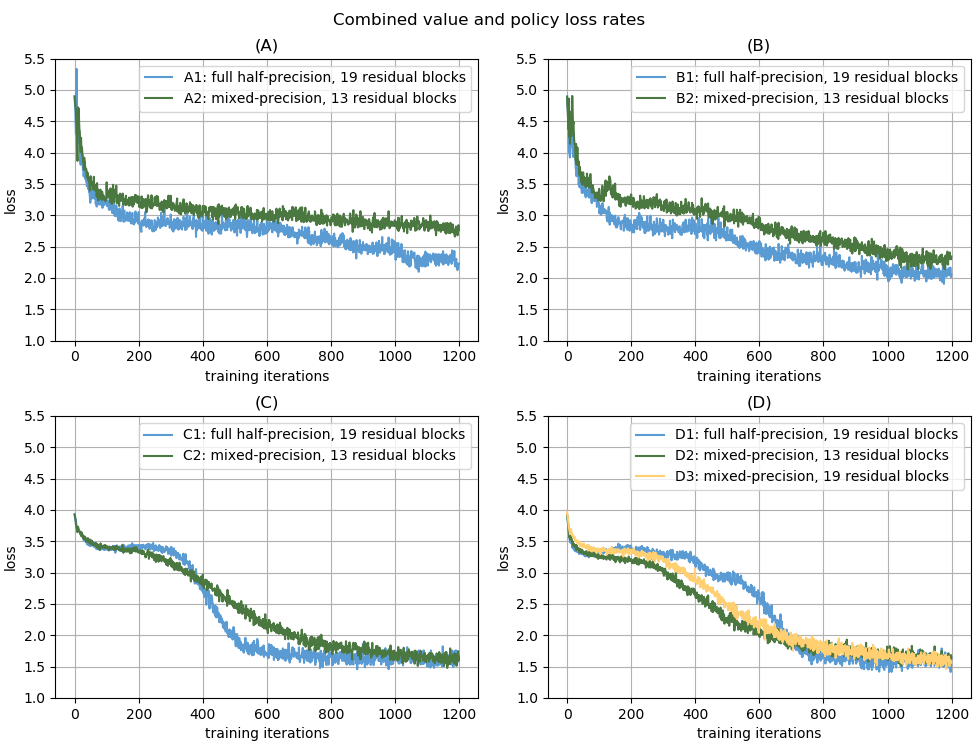 Combined value and policy loss rates
(A)
5.5
5.0
4.5
4.0
3.5
3.0
2.5
2.0
1.5
1.0
loss
A1: full half-precision, 19 residual blocks
A2: mixed-precision, 13 residual blocks
0 200 400 600 800 1000 1200
training iterations
(B)
5.5
5.0
4.5
4.0
3.5
3.0
2.5
2.0
1.5
1.0
loss
B1: full half-precision, 19 residual blocks
B2: mixed-precision, 13 residual blocks
0 200 400 600 800 1000 1200
training iterations
(C)
5.5
5.0
4.5
4.0
3.5
3.0
2.5
2.0
1.5
1.0
loss
C1: full half-precision, 19 residual blocks
C2: mixed-precision, 13 residual blocks
0 200 400 600 800 1000 1200
training iterations
(D)
5.5
5.0
4.5
4.0
3.5
3.0
2.5
2.0
1.5
1.0
loss
D1: full half-precision, 19 residual blocks
D2: mixed-precision, 13 residual blocks
D3: mixed-precision, 19 residual blocks
0 200 400 600 800 1000 1200
training iterations